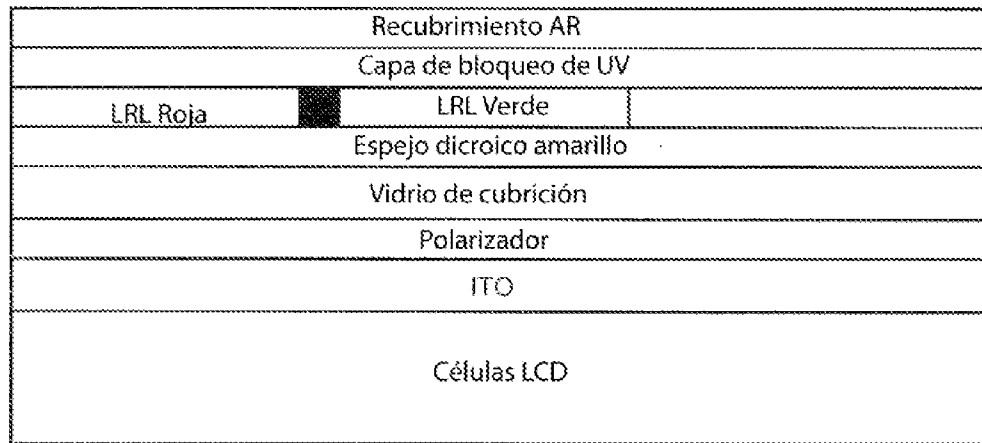 Recubrimiento AR
Capa de bloqueo de UV
LRL Roja LRL Verde
Espejo dicroico amarillo
Vidrio de cubrición
Polarizador
ITO
Células LCD